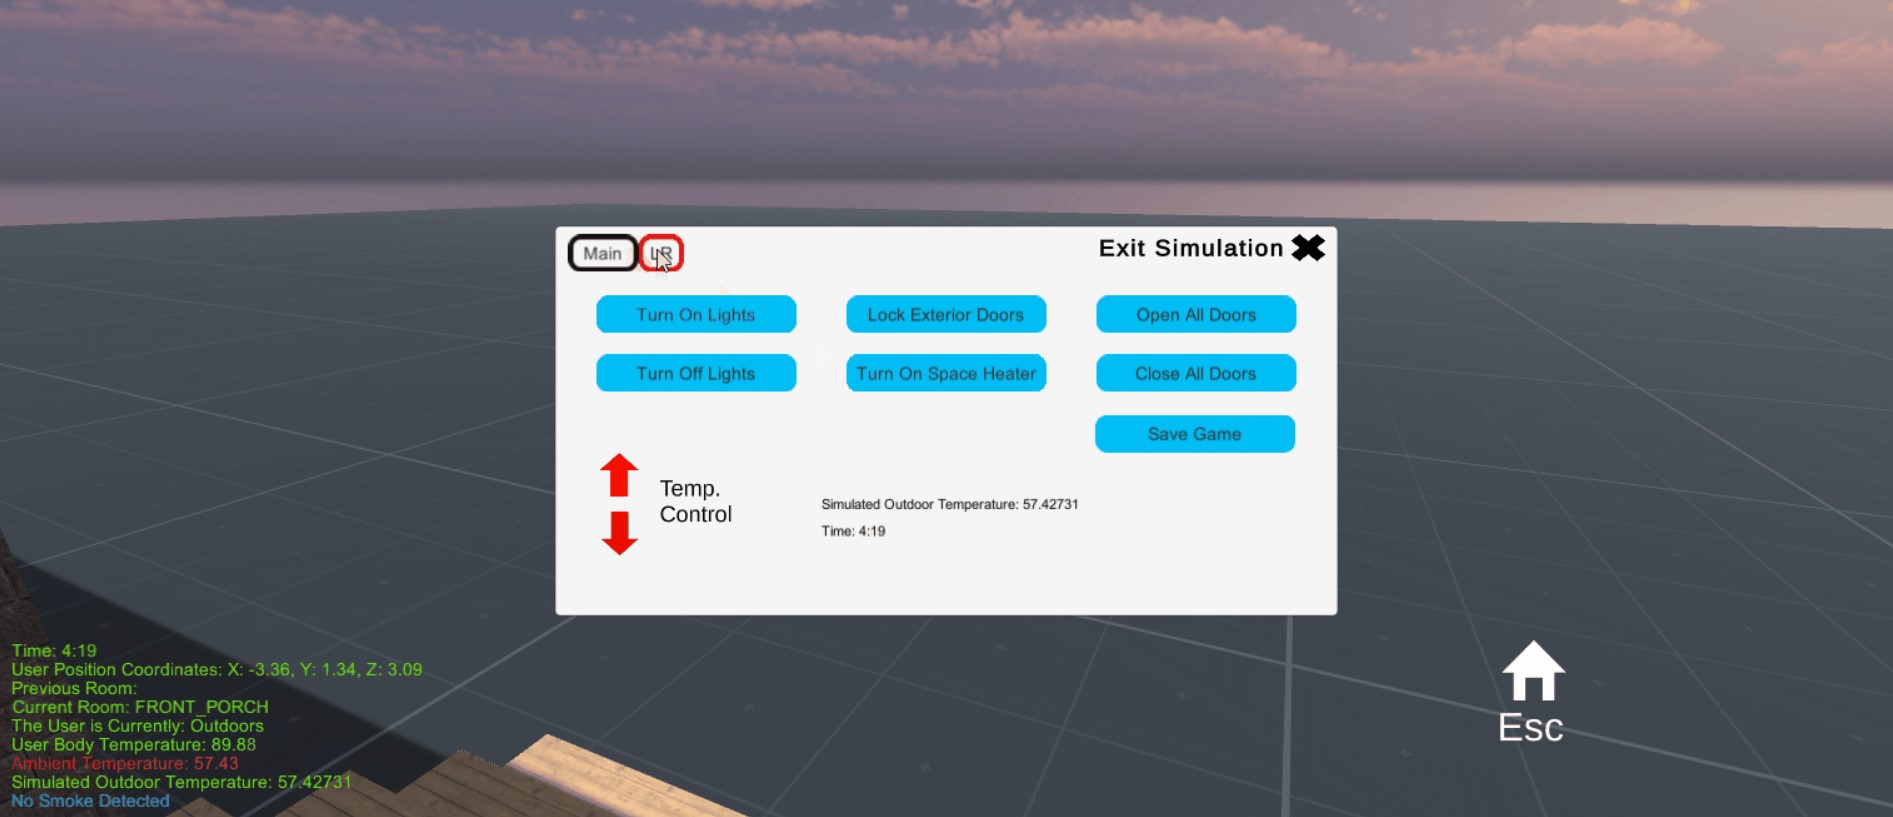 Main
LR
Exit Simulation
Turn On Lights
Lock Exterior Doors
Open All Doors
Turn Off Lights
Turn On Space Heater
Close All Doors
Save Game
Temp.
Control
Simulated Outdoor Temperature: 57.42731
Time: 4:19
Time: 4:19
User Position Coordinates: X: -3.36, Y: 1.34, Z: 3.09
Previous Room:
Current Room: FRONT_PORCH
The User is Currently: Outdoors
User Body Temperature: 89.88
Ambient Temperature: 57.43
Simulated Outdoor Temperature: 57.42731
No Smoke Detected
Esc